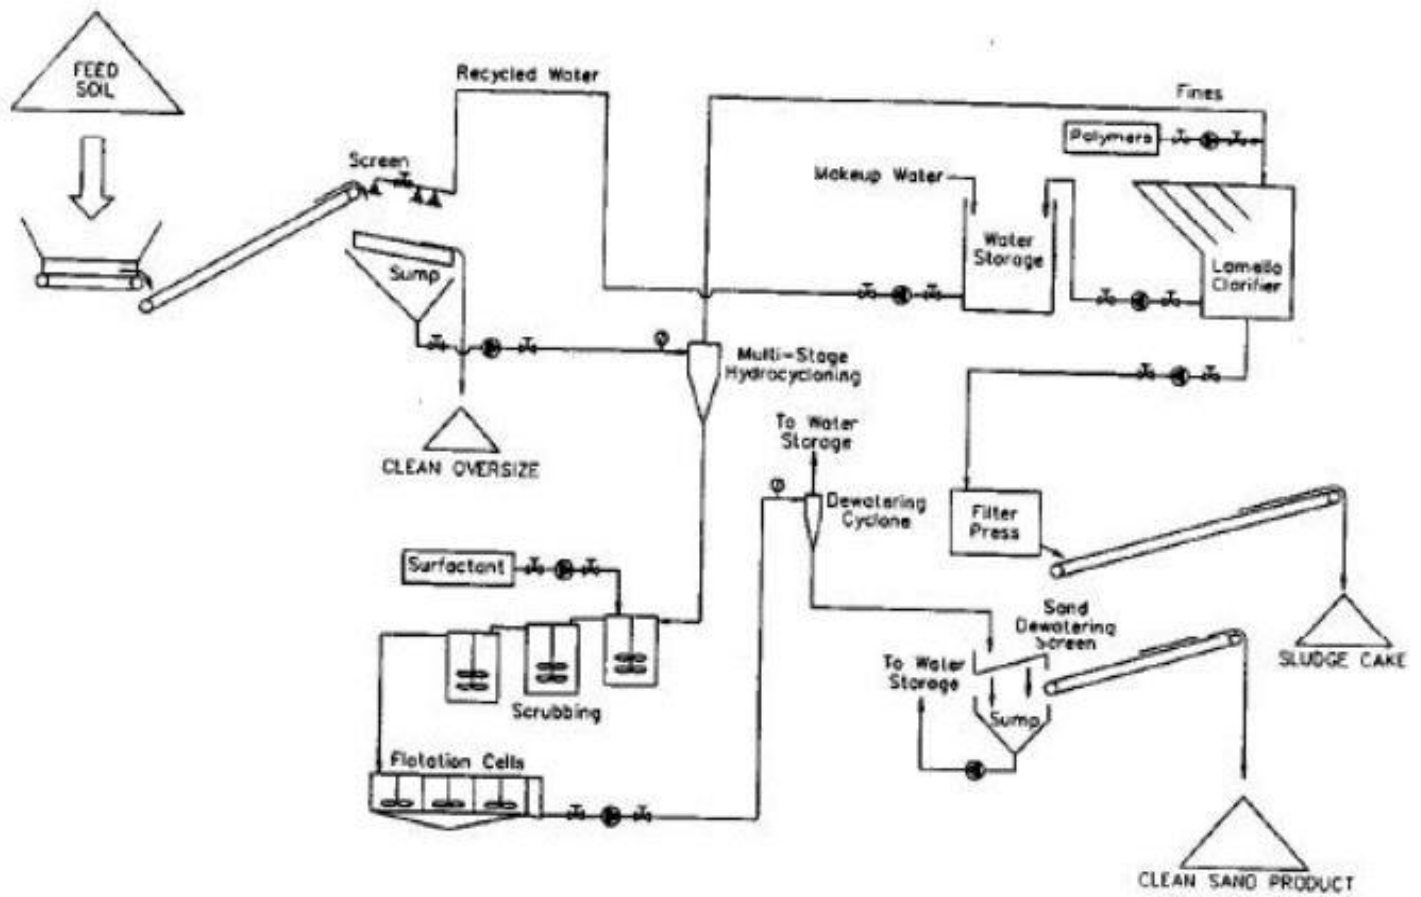 FEED
SOIL
Recycled Water
Fines
Polymers
Screen
Makeup Water
Water
Storage
Lamella
Clarifier
Sump
Multi-Stage
Hydrocycloning
To Water
Storage
CLEAN OVERSIZE
Dewatering
Cyclone
Filter
Press
Surfactant
Sand
Dewatering
Screen
To Water
Storage
SLUDGE CAKE
Scrubbing
Sump
Flotation Cells
CLEAN SAND PRODUCT